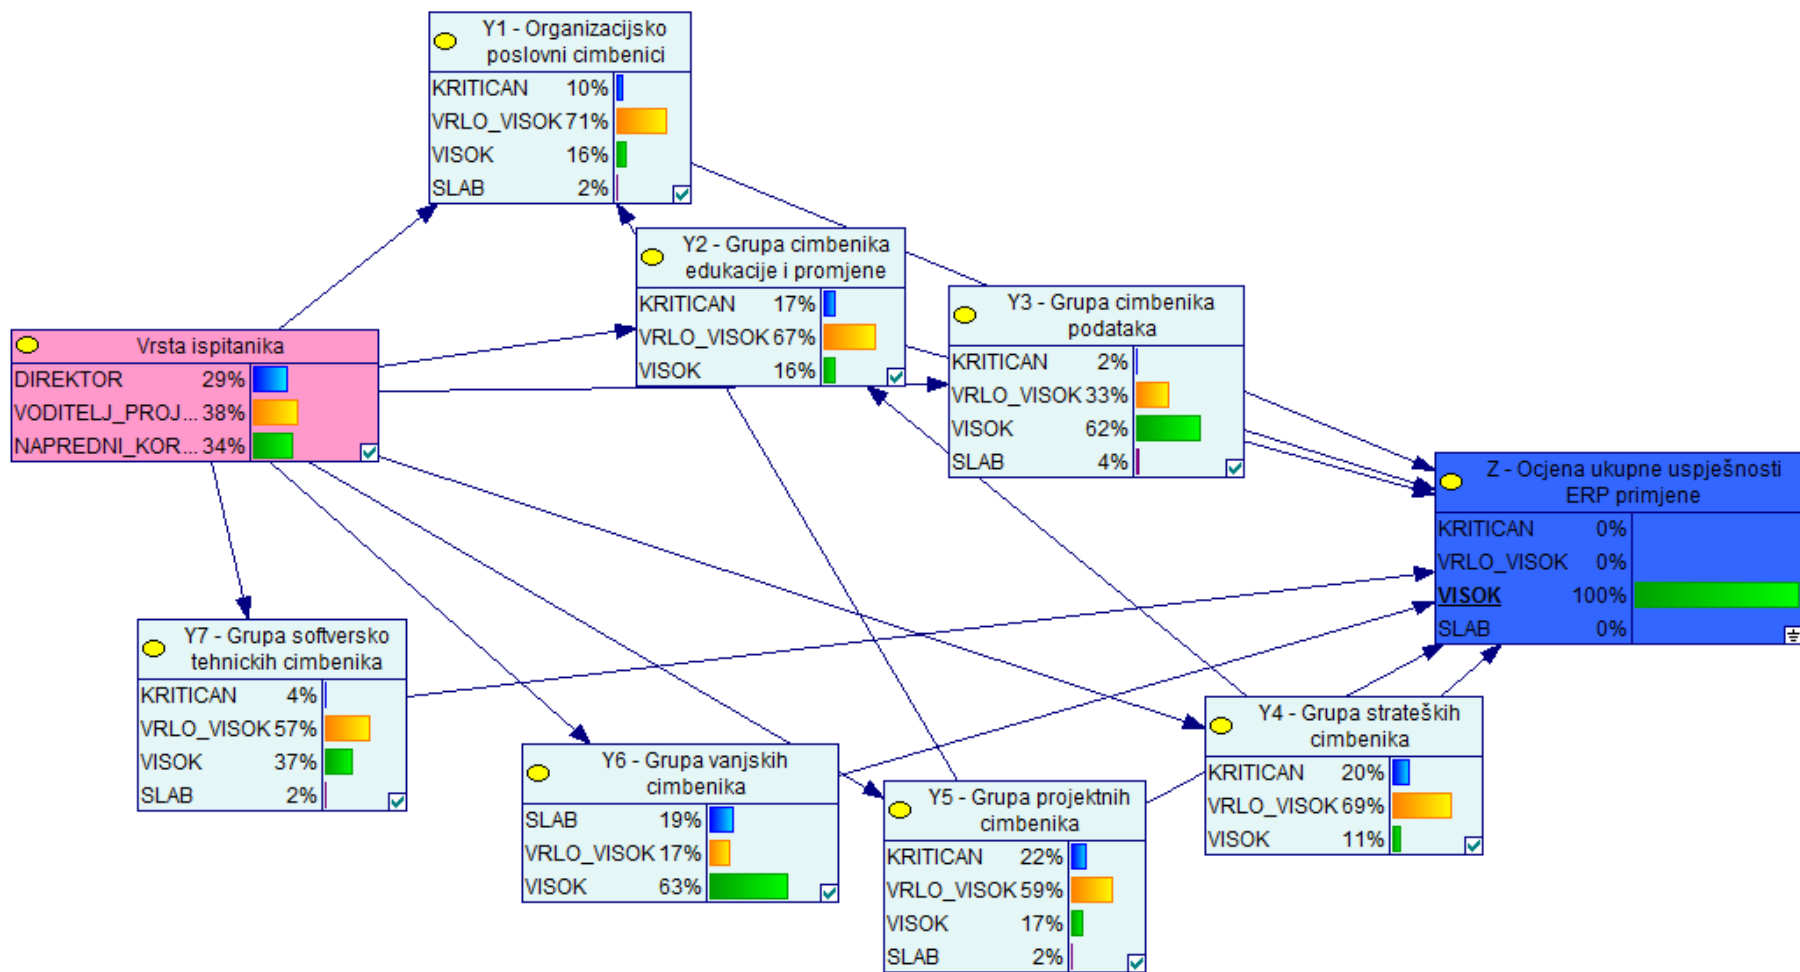 Y1 - Organizacijsko
poslovni cimbenici
KRITICAN 10%
VRLO_VISOK 71%
VISOK 16%
SLAB 2%
Y2 - Grupa cimbenika
edukacije i promjene
KRITICAN 17%
VRLO_VISOK 67%
VISOK 16%
Y3 - Grupa cimbenika
podataka
KRITICAN 2%
VRLO_VISOK 33%
VISOK 62%
SLAB 4%
Vrsta ispitanika
DIREKTOR 29%
VODITELJ_PROJ... 38%
NAPREDNI_KOR... 34%
Z - Ocjena ukupne uspješnosti
ERP primjene
KRITICAN 0%
VRLO_VISOK 0%
VISOK 100%
SLAB 0%
Y7 - Grupa softversko
tehnickih cimbenika
KRITICAN 4%
VRLO_VISOK 57%
VISOK 37%
SLAB 2%
Y6 - Grupa vanjskih
cimbenika
SLAB 19%
VRLO_VISOK 17%
VISOK 63%
Y5 - Grupa projektnih
cimbenika
KRITICAN 22%
VRLO_VISOK 59%
VISOK 17%
SLAB 2%
Y4 - Grupa strateških
cimbenika
KRITICAN 20%
VRLO_VISOK 69%
VISOK 11%